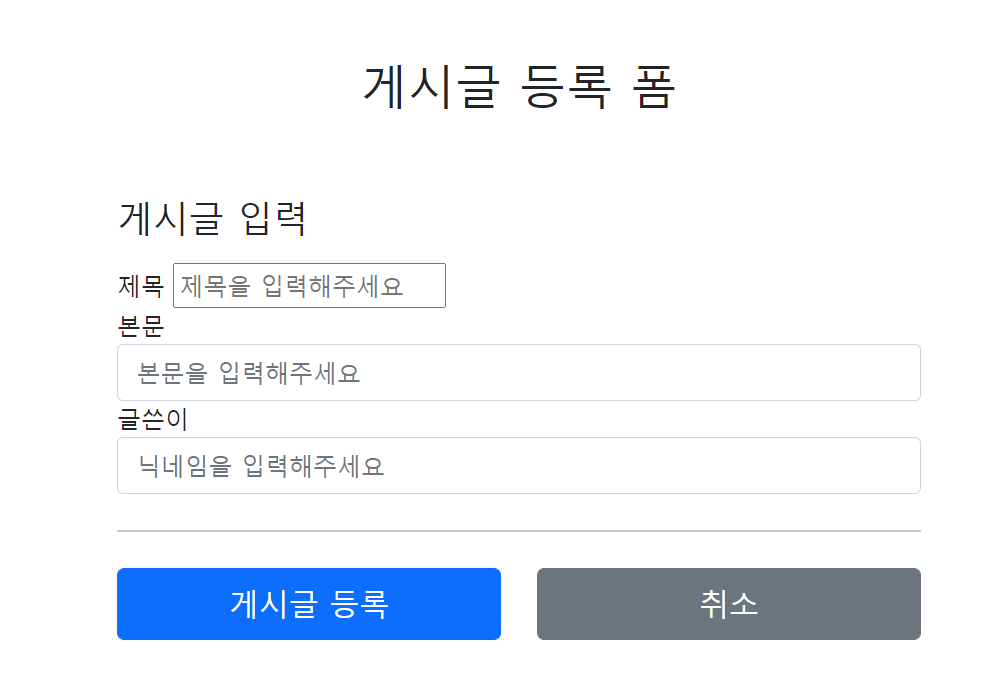 게시글 등록 폼
게시글 입력
제목 제목을 입력해주세요
본문
본문을 입력해주세요
글쓴이
닉네임을 입력해주세요
게시글 등록 취소